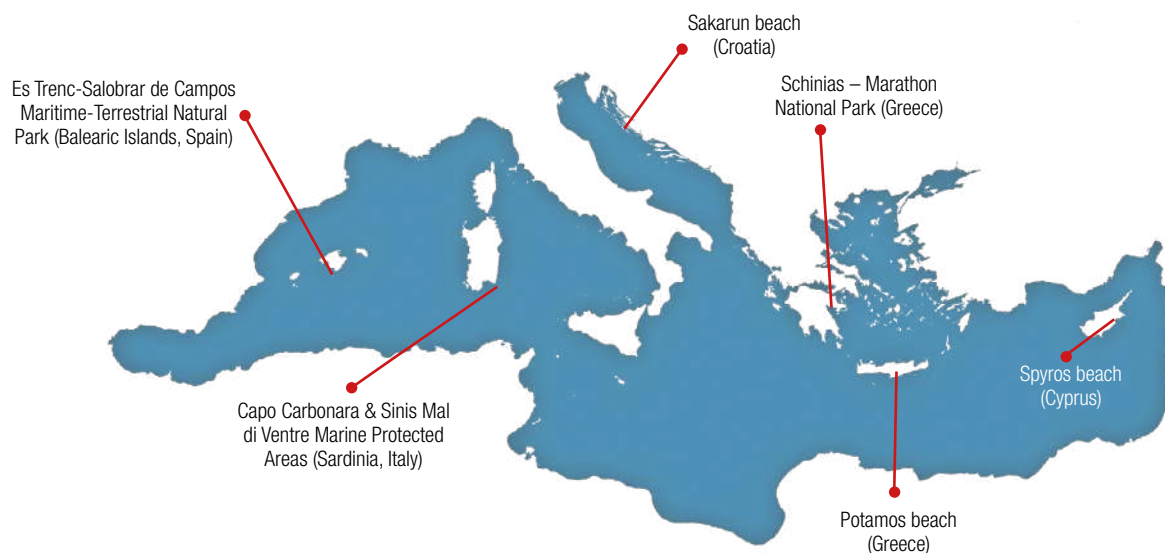 Sakarun beach
(Croatia)
Es Trenc-Salobrar de Campos
Maritime-Terrestrial Natural
Park (Balearic Islands, Spain)
Schinias – Marathon
National Park (Greece)
Spyros beach
(Cyprus)
Capo Carbonara & Sinis Mal
di Ventre Marine Protected
Areas (Sardinia, Italy)
Potamos beach
(Greece)